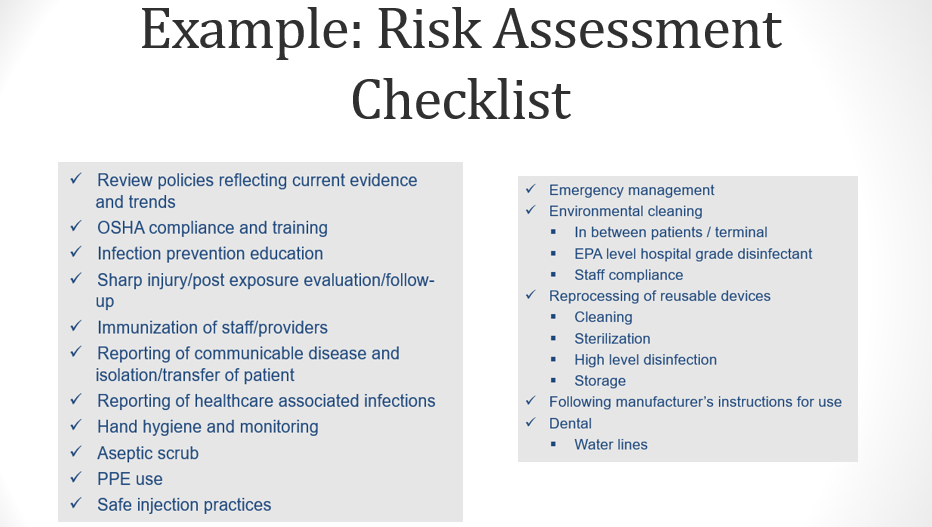 Example: Risk Assessment
Checklist
✓ Review policies reflecting current evidence
and trends
✓ OSHA compliance and training
✓ Infection prevention education
✓ Sharp injury/post exposure evaluation/follow-
up
✓ Immunization of staff/providers
✓ Reporting of communicable disease and
isolation/transfer of patient
✓ Reporting of healthcare associated infections
✓ Hand hygiene and monitoring
✓ Aseptic scrub
✓ PPE use
✓ Safe injection practices
✓ Emergency management
✓ Environmental cleaning
▪ In between patients / terminal
▪ EPA level hospital grade disinfectant
▪ Staff compliance
✓ Reprocessing of reusable devices
▪ Cleaning
▪ Sterilization
▪ High level disinfection
▪ Storage
✓ Following manufacturer’s instructions for use
✓ Dental
▪ Water lines